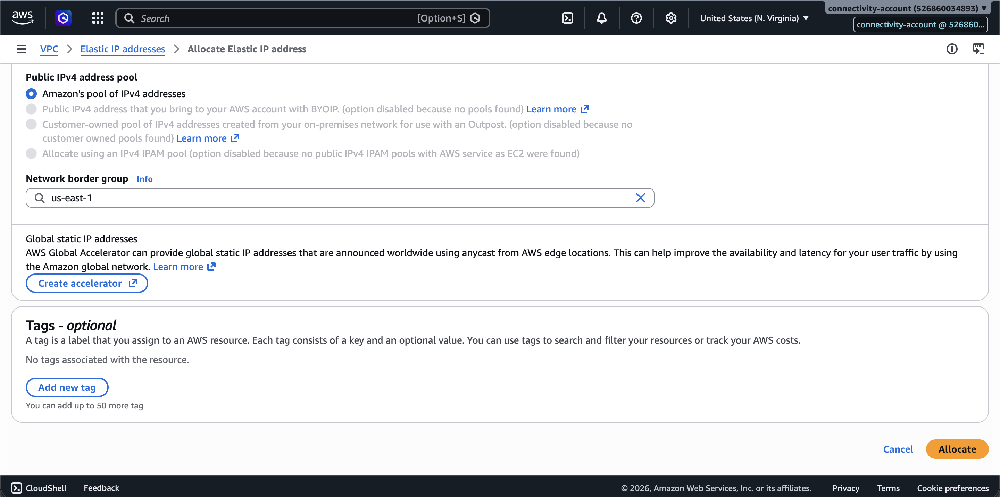 aws
Search [Option+S]
United States (N. Virginia)
connectivity-account (526860034893)
connectivity-account @ 526860...
VPC
Elastic IP addresses
Allocate Elastic IP address
Public IPv4 address pool
Amazon's pool of IPv4 addresses
Public IPv4 address that you bring to your AWS account with BYOIP. (option disabled because no pools found) Learn more
Customer-owned pool of IPv4 addresses created from your on-premises network for use with an Outpost. (option disabled because no
customer owned pools found) Learn more
Allocate using an IPv4 IPAM pool (option disabled because no public IPv4 IPAM pools with AWS service as EC2 were found)
Network border group Info
us-east-1
Global static IP addresses
AWS Global Accelerator can provide global static IP addresses that are announced worldwide using anycast from AWS edge locations. This can help improve the availability and latency for your user traffic by using
the Amazon global network. Learn more
Create accelerator
Tags - optional
A tag is a label that you assign to an AWS resource. Each tag consists of a key and an optional value. You can use tags to search and filter your resources or track your AWS costs.
No tags associated with the resource.
Add new tag
You can add up to 50 more tag
Cancel
Allocate
CloudShell
Feedback
© 2026, Amazon Web Services, Inc. or its affiliates.
Privacy
Terms
Cookie preferences